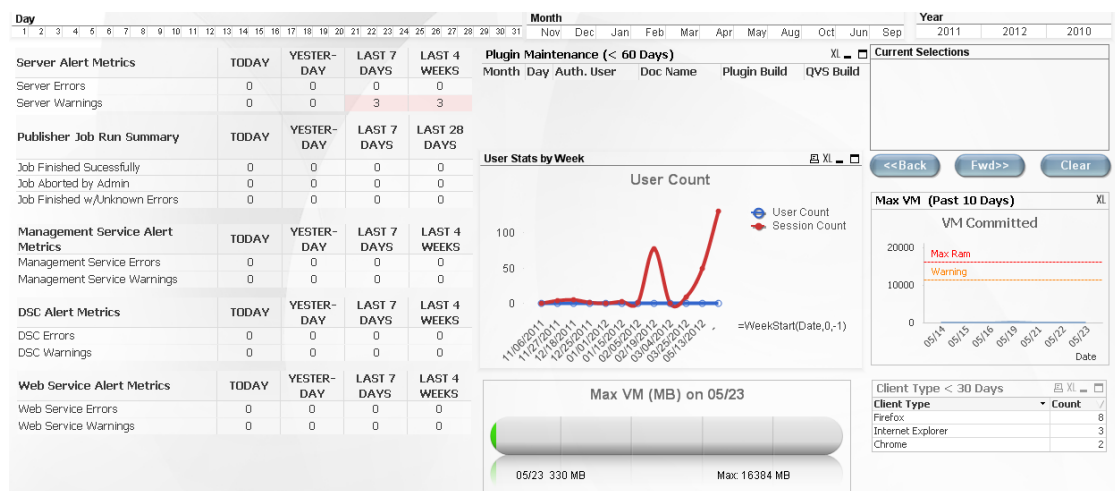 Day
1 2 3 4 5 6 7 8 9 10 11 12 13 14 15 16 17 18 19 20 21 22 23 24 25 26 27 28 29 30 31
Month
Nov Dec Jan Feb Mar Apr May Aug Oct Jun Sep
Year
2011 2012 2010
Server Alert Metrics TODAY YESTER-DAY LAST 7 DAYS LAST 4 WEEKS
Server Errors 0 0 0 0
Server Warnings 0 0 3 3
Publisher Job Run Summary TODAY YESTER-DAY LAST 7 DAYS LAST 28 DAYS
Job Finished Sucessfully 0 0 0 0
Job Aborted by Admin 0 0 0 0
Job Finished w/Unknown Errors 0 0 0 0
Management Service Alert Metrics TODAY YESTER-DAY LAST 7 DAYS LAST 4 WEEKS
Management Service Errors 0 0 0 0
Management Service Warnings 0 0 0 0
DSC Alert Metrics TODAY YESTER-DAY LAST 7 DAYS LAST 4 WEEKS
DSC Errors 0 0 0 0
DSC Warnings 0 0 0 0
Web Service Alert Metrics TODAY YESTER-DAY LAST 7 DAYS LAST 4 WEEKS
Web Service Errors 0 0 0 0
Web Service Warnings 0 0 0 0
Plugin Maintenance (< 60 Days) XL
Month Day Auth. User Doc Name Plugin Build QVS Build
User Stats by Week XL
User Count
User Count
Session Count
100
50
0
11/06/2011 11/27/2011 12/18/2011 12/25/2011 01/01/2012 01/15/2012 02/05/2012 02/19/2012 03/04/2012 03/25/2012 05/13/2012 -
=WeekStart(Date,0,-1)
Max VM (MB) on 05/23
05/23 330 MB Max: 16384 MB
Current Selections
<<Back Fwd>> Clear
Max VM (Past 10 Days) XL
VM Committed
20000
Max Ram
Warning
10000
0
05/14 05/15 05/16 05/19 05/21 05/22 05/23
Date
Client Type < 30 Days XL
Client Type Count
Firefox 8
Internet Explorer 3
Chrome 2